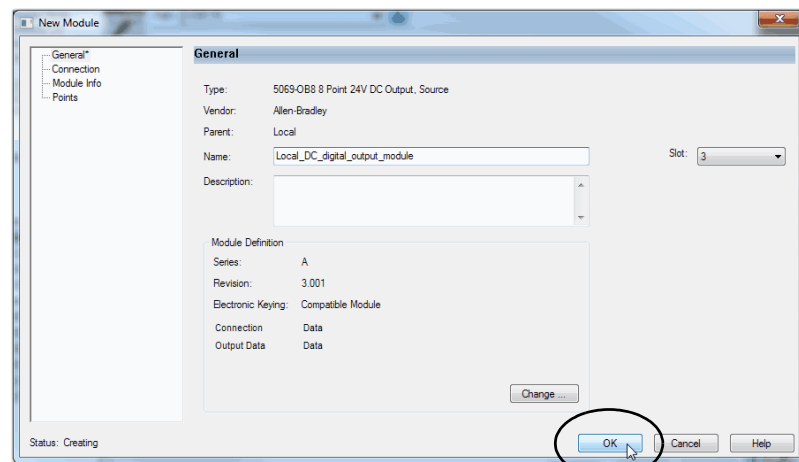 New Module
General*
Connection
Module Info
Points
General
Type: 5069-OB8 8 Point 24V DC Output, Source
Vendor: Allen-Bradley
Parent: Local
Name: Local_DC_digital_output_module Slot: 3
Description:
Module Definition
Series: A
Revision: 3.001
Electronic Keying: Compatible Module
Connection Data
Output Data Data
Change ...
Status: Creating OK Cancel Help